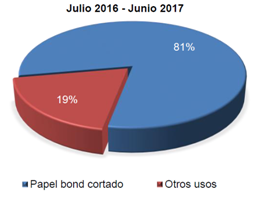 Julio 2016 - Junio 2017
81%
19%
Papel bond cortado
Otros usos